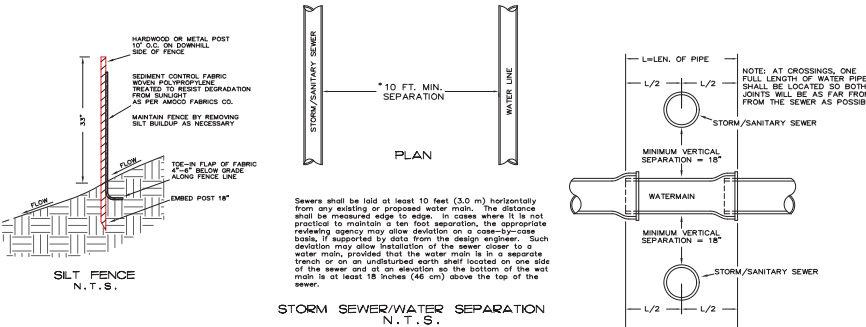 HARDWOOD OR METAL POST
10' O.C. ON DOWNHILL
SIDE OF FENCE
SEDIMENT CONTROL FABRIC
WOVEN POLYPROPYLENE
TREATED TO RESIST DEGRADATION
FROM SUNLIGHT
AS PER AMOCO FABRICS CO.
MAINTAIN FENCE BY REMOVING
SILT BUILDUP AS NECESSARY
33"
FLOW
TOE-IN FLAP OF FABRIC
4"-6" BELOW GRADE
ALONG FENCE LINE
FLOW
EMBED POST 18"
SILT FENCE
N.T.S.
STORM/SANITARY SEWER
*10 FT. MIN.
SEPARATION
WATER LINE
PLAN
Sewers shall be laid at least 10 feet (3.0 m) horizontally
from any existing or proposed water main. The distance
shall be measured edge to edge. In cases where it is not
practical to maintain a ten foot separation, the appropriate
reviewing agency may allow deviation on a case-by-case
basis, if supported by data from the design engineer. Such
deviation may allow installation of the sewer closer to a
water main, provided that the water main is in a separate
trench or on an undisturbed earth shelf located on one side
of the sewer and at an elevation so the bottom of the wat
main is at least 18 inches (46 cm) above the top of the
sewer.
STORM SEWER/WATER SEPARATION
N.T.S.
L=LEN. OF PIPE
L/2
L/2
NOTE: AT CROSSINGS, ONE
FULL LENGTH OF WATER PIPE
SHALL BE LOCATED SO BOTH
JOINTS WILL BE AS FAR FROM
FROM THE SEWER AS POSSIB
STORM/SANITARY SEWER
MINIMUM VERTICAL
SEPARATION = 18"
WATERMAIN
MINIMUM VERTICAL
SEPARATION = 18"
STORM/SANITARY SEWER
L/2
L/2